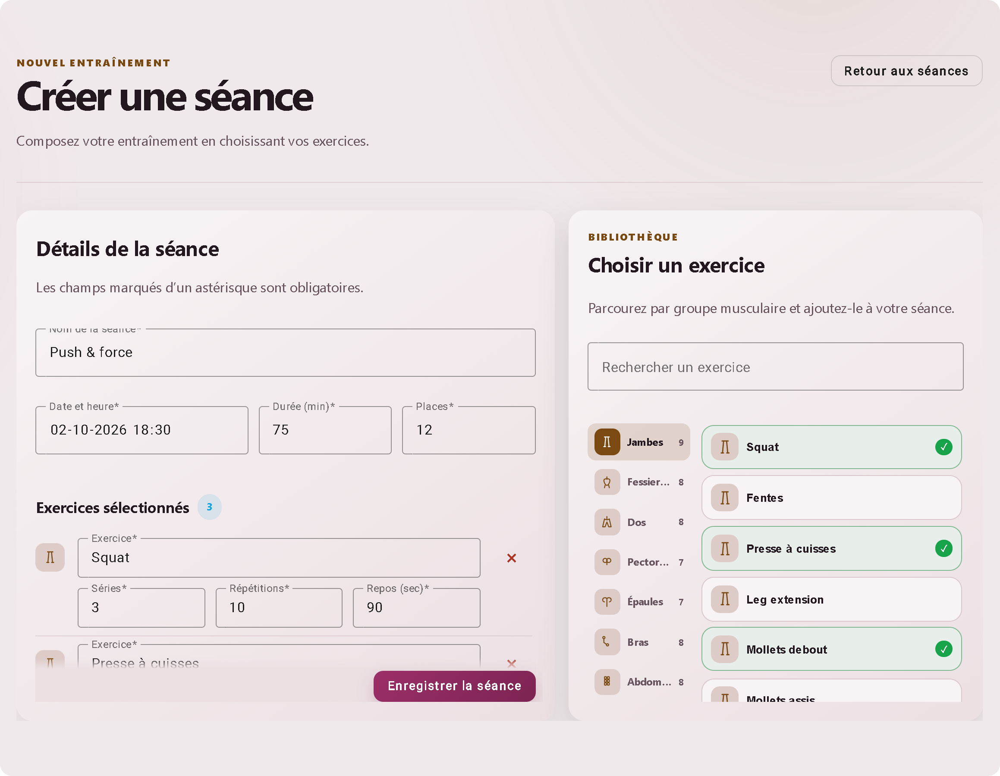 NOUVEL ENTRAÎNEMENT
Créer une séance
Composez votre entraînement en choisissant vos exercices.
Retour aux séances
Détails de la séance
Les champs marqués d’un astérisque sont obligatoires.
Nom de la séance*
Push & force
Date et heure*
02-10-2026 18:30
Durée (min)*
75
Places*
12
Exercices sélectionnés 3
Exercice*
Squat
Séries*
3
Répétitions*
10
Repos (sec)*
90
Exercice*
Presse à cuisses
Enregistrer la séance
BIBLIOTHÈQUE
Choisir un exercice
Parcourez par groupe musculaire et ajoutez-le à votre séance.
Rechercher un exercice
Jambes 9
Fessier... 8
Dos 8
Pector... 7
Épaules 7
Bras 8
Abdom... 8
Squat
Fentes
Presse à cuisses
Leg extension
Mollets debout
Mollets assis